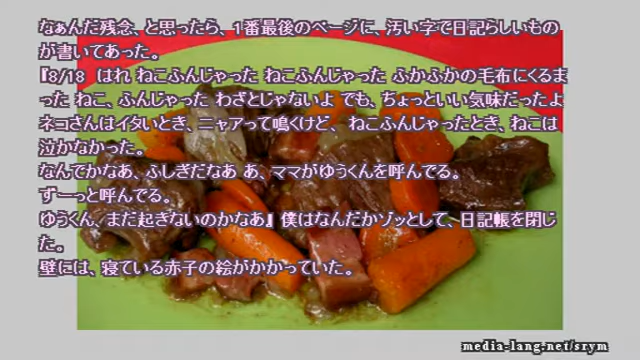 なぁんだ残念、と思ったら、1番最後のページに、汚い字で日記らしいもの
が書いてあった。
『8/18　はれ ねこふんじゃった ねこふんじゃった ふかふかの毛布にくるま
った ねこ、ふんじゃった わざとじゃないよ でも、ちょっといい気味だったよ
ネコさんはイタいとき、ニャアって鳴くけど、 ねこふんじゃったとき、ねこは
泣かなかった。
なんでかなあ、ふしぎだなあ あ、ママがゆぅくんを呼んでる。
ずーっと呼んでる。
ゆぅくん、まだ起きないのかなあ』 僕はなんだかゾッとして、日記帳を閉じ
た。
壁には、寝ている赤子の絵がかかっていた。
media-lang.net/srym